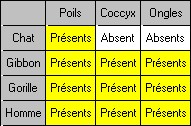 Poils Coccyx Ongles
Chat Présents Absent Absents
Gibbon Présents Présent Présents
Gorille Présents Présent Présents
Homme Présents Présent Présents